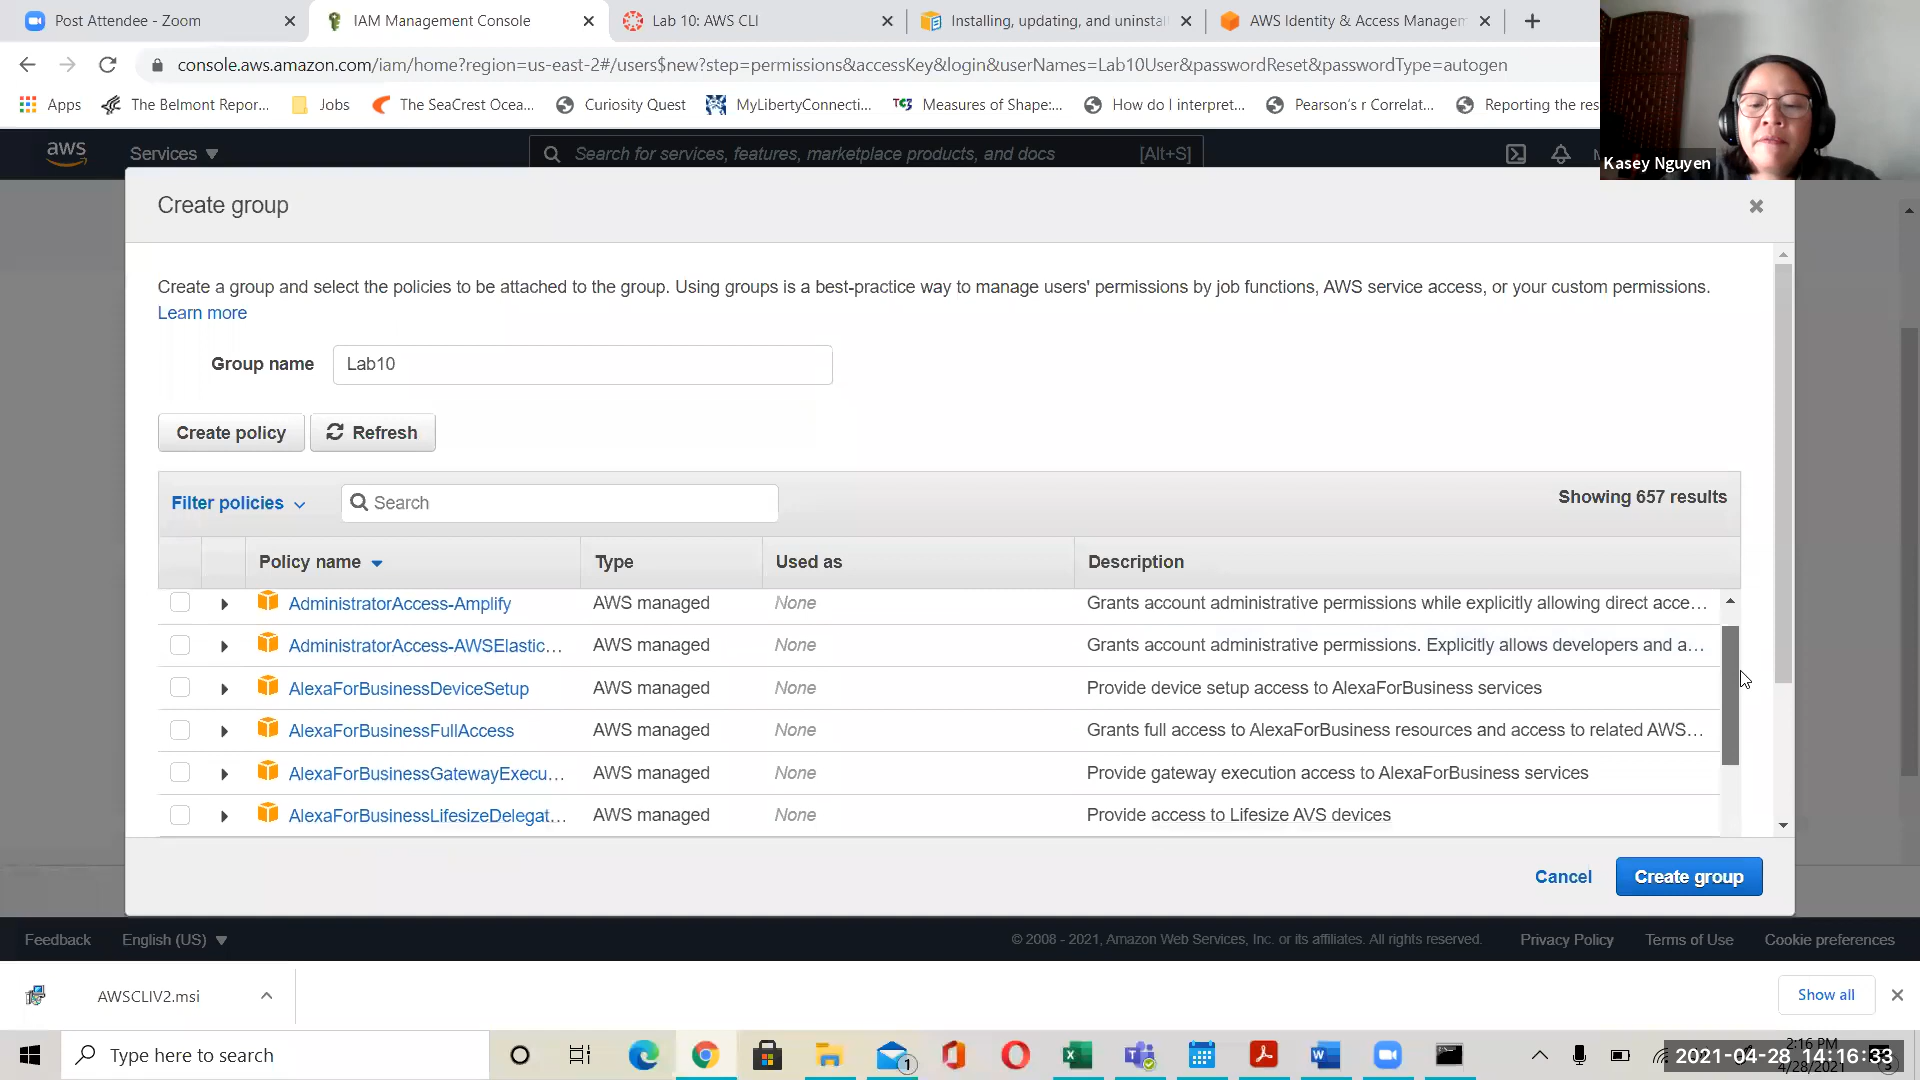 Post Attendee - Zoom
IAM Management Console
Lab 10: AWS CLI
Installing, updating, and uninstal
AWS Identity & Access Managem
console.aws.amazon.com/iam/home?region=us-east-2#/users$new?step=permissions&accessKey&login&userNames=Lab10User&passwordReset&passwordType=autogen
Apps
The Belmont Repor...
Jobs
The SeaCrest Ocea...
Curiosity Quest
MyLibertyConnecti...
Measures of Shape:...
How do I interpret...
Pearson's r Correlat...
Reporting the res
Kasey Nguyen
aws
Services
Search for services, features, marketplace products, and docs
[Alt+S]
Create group
Create a group and select the policies to be attached to the group. Using groups is a best-practice way to manage users' permissions by job functions, AWS service access, or your custom permissions.
Learn more
Group name
Lab10
Create policy
Refresh
Filter policies
Search
Showing 657 results
Policy name
Type
Used as
Description
AdministratorAccess-Amplify
AWS managed
None
Grants account administrative permissions while explicitly allowing direct acce...
AdministratorAccess-AWSElastic...
AWS managed
None
Grants account administrative permissions. Explicitly allows developers and a...
AlexaForBusinessDeviceSetup
AWS managed
None
Provide device setup access to AlexaForBusiness services
AlexaForBusinessFullAccess
AWS managed
None
Grants full access to AlexaForBusiness resources and access to related AWS...
AlexaForBusinessGatewayExecu...
AWS managed
None
Provide gateway execution access to AlexaForBusiness services
AlexaForBusinessLifesizeDelegat...
AWS managed
None
Provide access to Lifesize AVS devices
Cancel
Create group
Feedback
English (US)
© 2008 - 2021, Amazon Web Services, Inc. or its affiliates. All rights reserved.
Privacy Policy
Terms of Use
Cookie preferences
AWSCLIV2.msi
Show all
Type here to search
1
2:16 PM
2021-04-28 14:16:33
4/28/2021
3